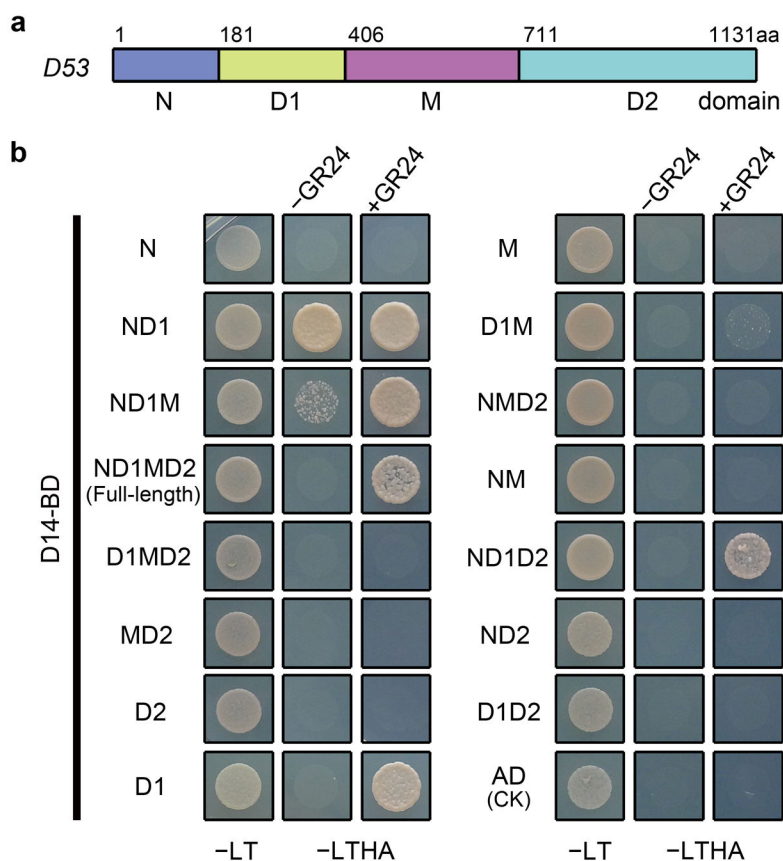 a
1 181 406 711 1131aa
D53
N D1 M D2 domain
b
−GR24 +GR24 −GR24 +GR24
D14-BD
N M
ND1 D1M
ND1M NMD2
ND1MD2
(Full-length)
NM
D1MD2 ND1D2
MD2 ND2
D2 D1D2
D1 AD
(CK)
−LT −LTHA −LT −LTHA